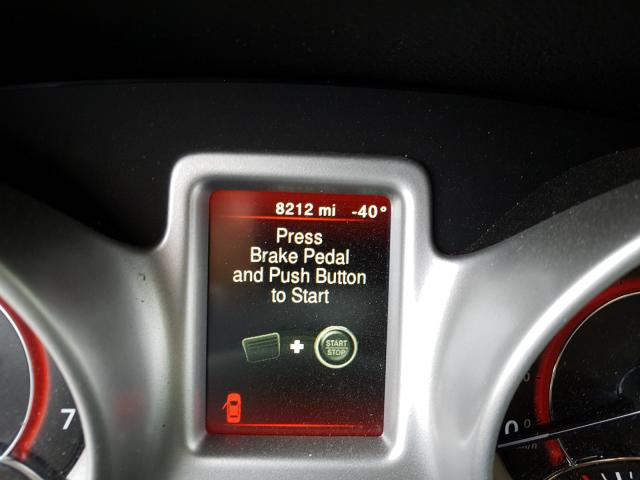 8212 mi -40°
Press
Brake Pedal
and Push Button
to Start
START
STOP
7
0